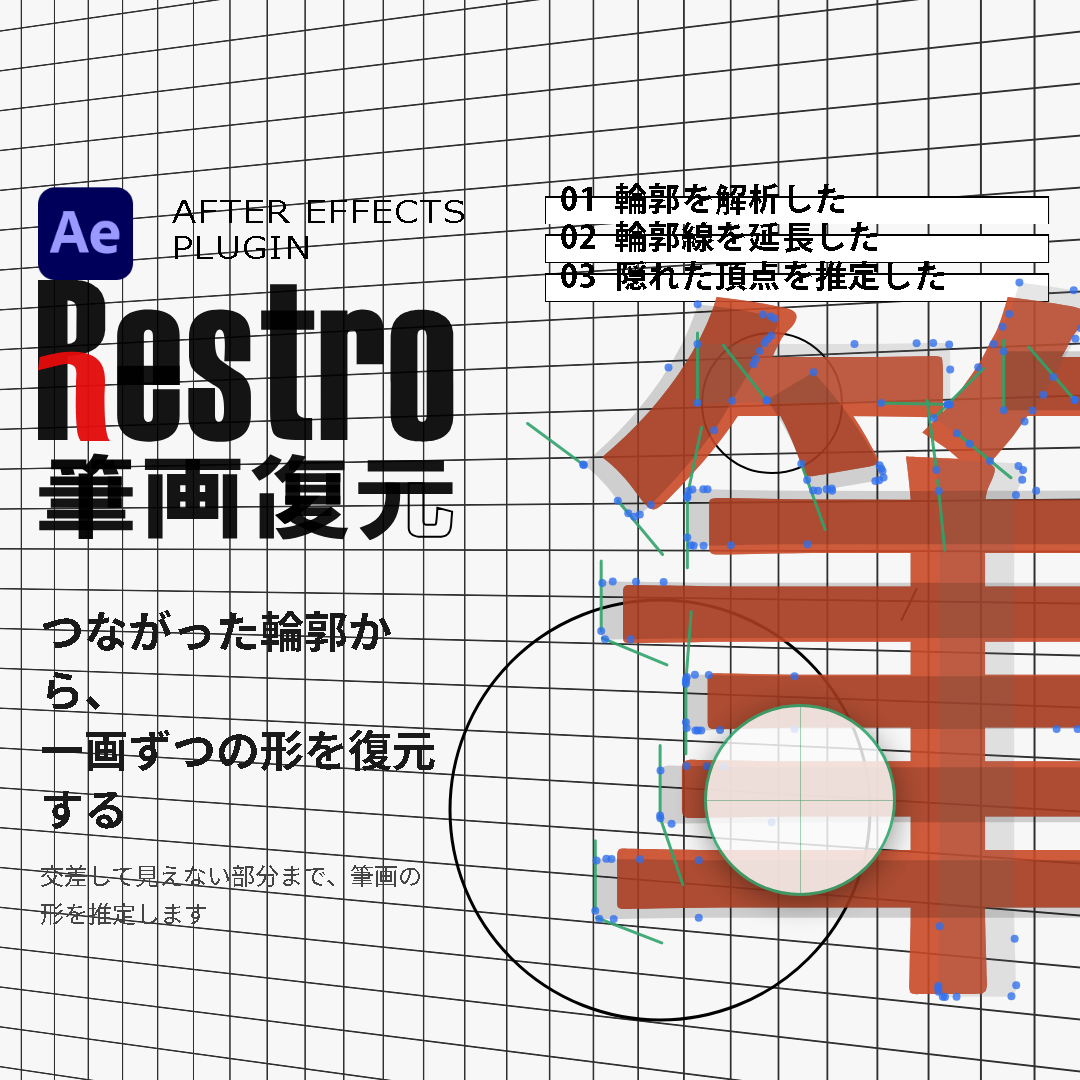 Ae
AFTER EFFECTS
PLUGIN
Restro
筆画復元
01 輪郭を解析した
02 輪郭線を延長した
03 隠れた頂点を推定した
つながった輪郭か
ら、
一画ずつの形を復元
する
交差して見えない部分まで、筆画の
形を推定します